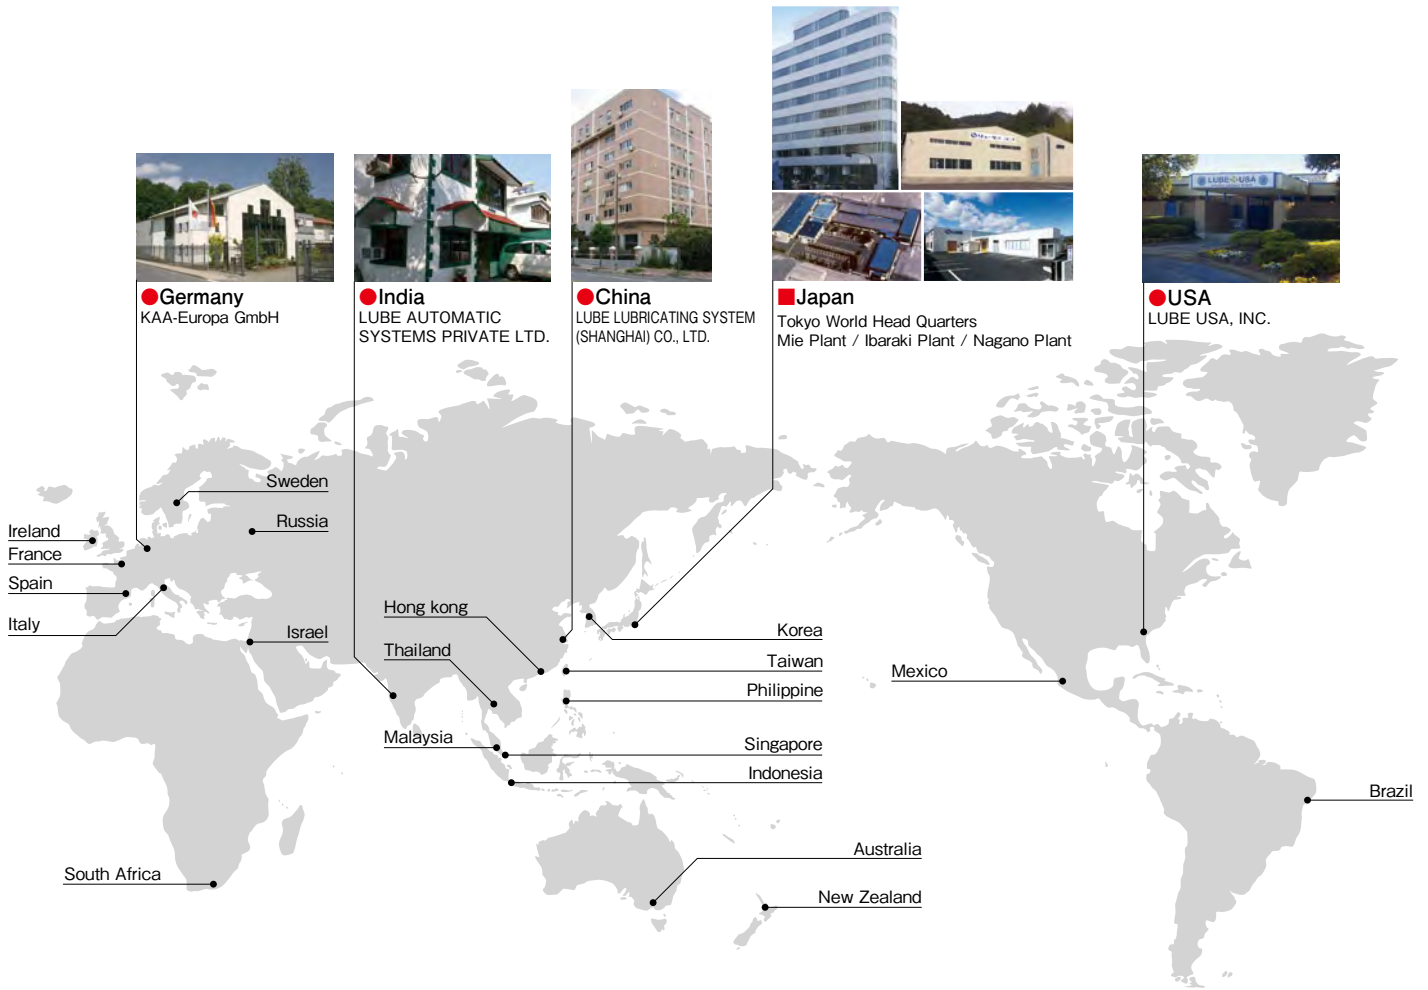 LUBE USA
●Germany
KAA-Europa GmbH
●India
LUBE AUTOMATIC
SYSTEMS PRIVATE LTD.
●China
LUBE LUBRICATING SYSTEM
(SHANGHAI) CO., LTD.
■Japan
Tokyo World Head Quarters
Mie Plant / Ibaraki Plant / Nagano Plant
●USA
LUBE USA, INC.
Sweden
Russia
Ireland
France
Spain
Italy
Israel
Hong kong
Thailand
Malaysia
Korea
Taiwan
Philippine
Singapore
Indonesia
Mexico
Brazil
South Africa
Australia
New Zealand